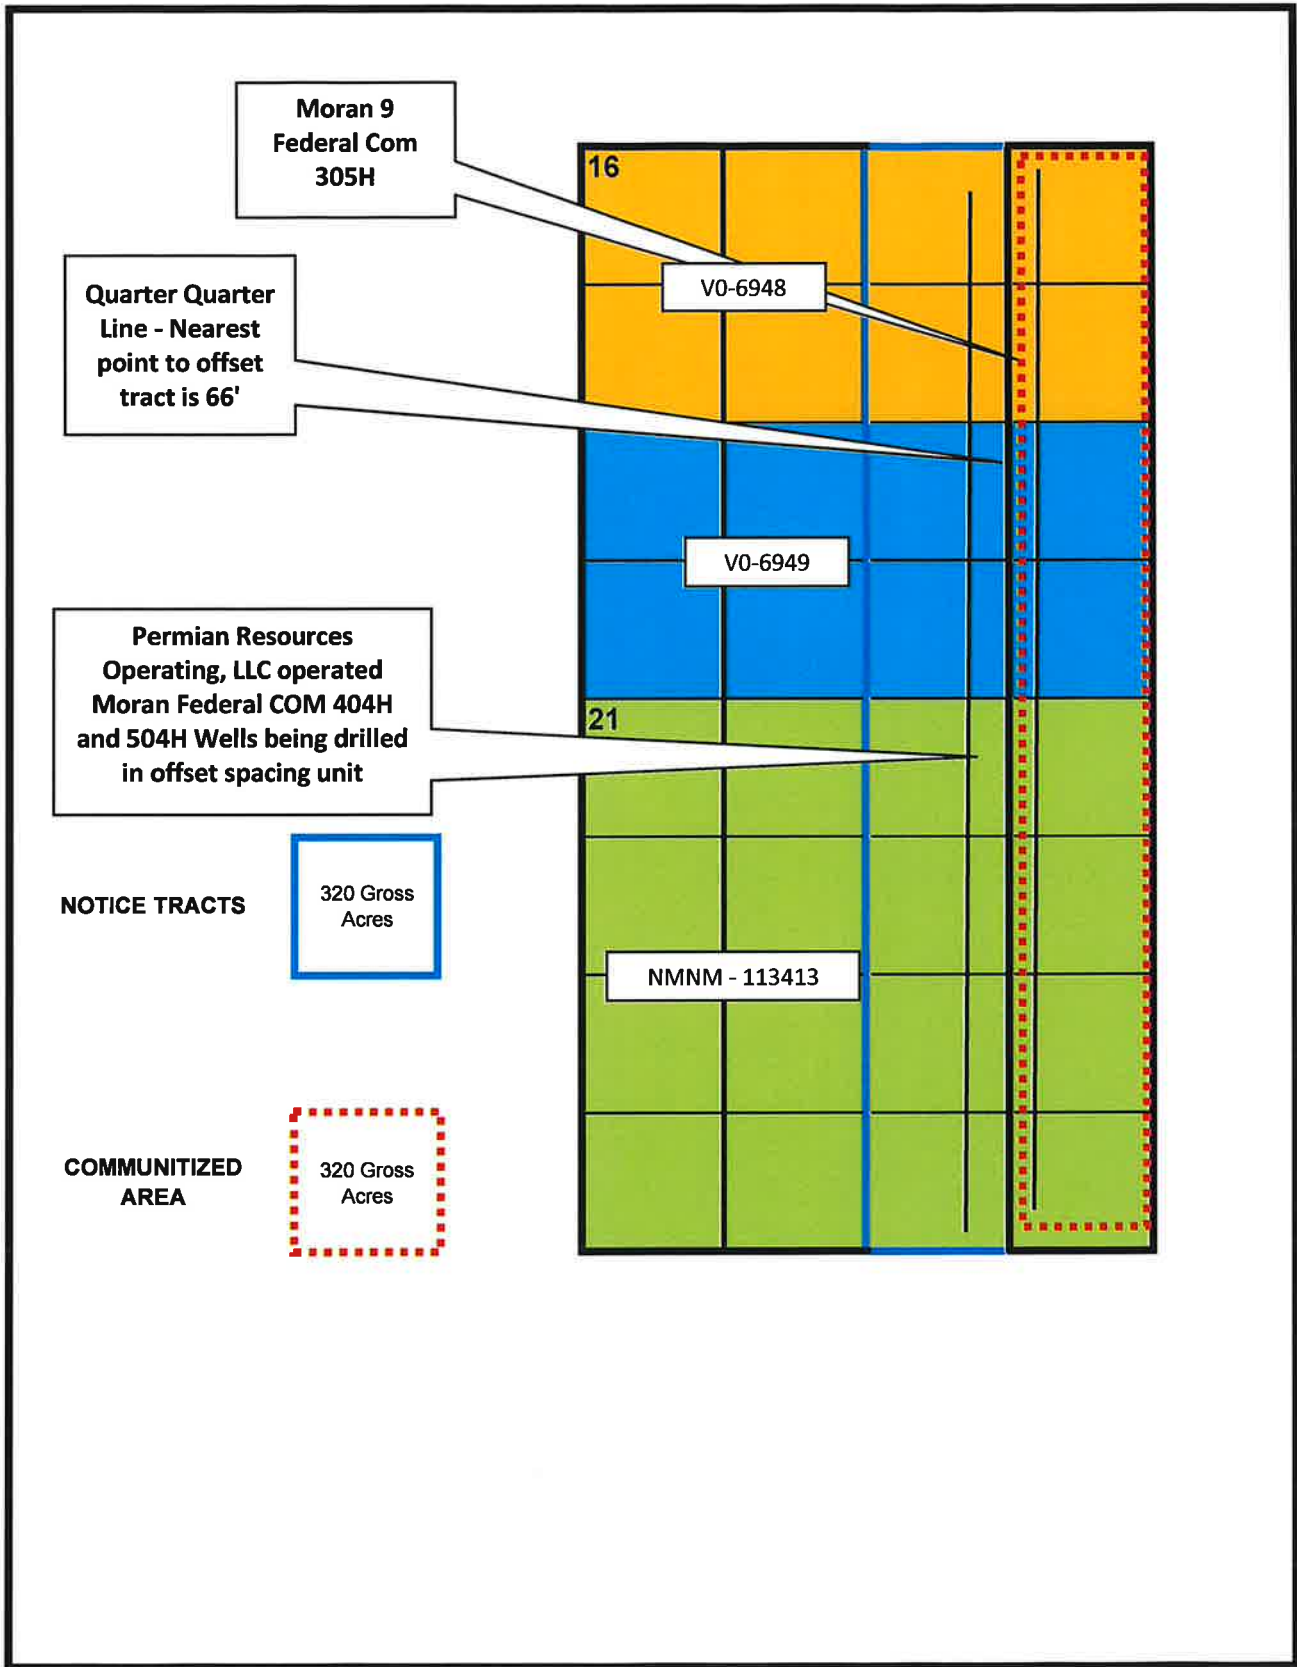 Moran 9
Federal Com
305H
16
V0-6948
Quarter Quarter
Line - Nearest
point to offset
tract is 66'
V0-6949
Permian Resources
Operating, LLC operated
Moran Federal COM 404H
and 504H Wells being drilled
in offset spacing unit
21
NOTICE TRACTS
320 Gross
Acres
NMNM - 113413
COMMUNITIZED
AREA
320 Gross
Acres